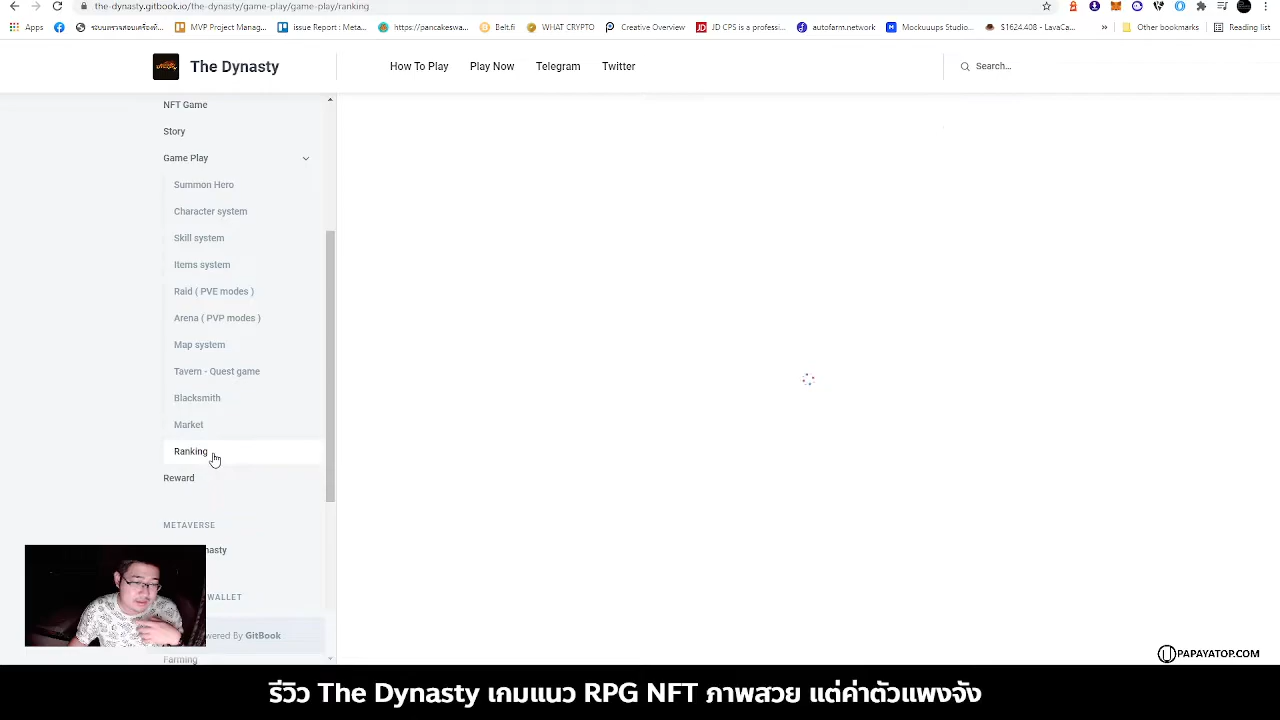 the-dynasty.gitbook.io/the-dynasty/game-play/game-play/ranking
Apps
MVP Project Manag...
issue Report : Meta...
https://pancakeswa...
Belt.fi
WHAT CRYPTO
Creative Overview
JD CPS is a professi...
autofarm.network
Mockuuups Studio...
$1624.408 - LavaCa...
»
Other bookmarks
Reading list
The Dynasty
How To Play
Play Now
Telegram
Twitter
Search...
NFT Game
Story
Game Play
Summon Hero
Character system
Skill system
Items system
Raid ( PVE modes )
Arena ( PVP modes )
Map system
Tavern - Quest game
Blacksmith
Market
Ranking
Reward
METAVERSE
nasty
WALLET
wered By GitBook
Farming
PAPAYATOP.COM
รีวิว The Dynasty เกมแนว RPG NFT ภาพสวย แต่ค่าตัวแพงจัง